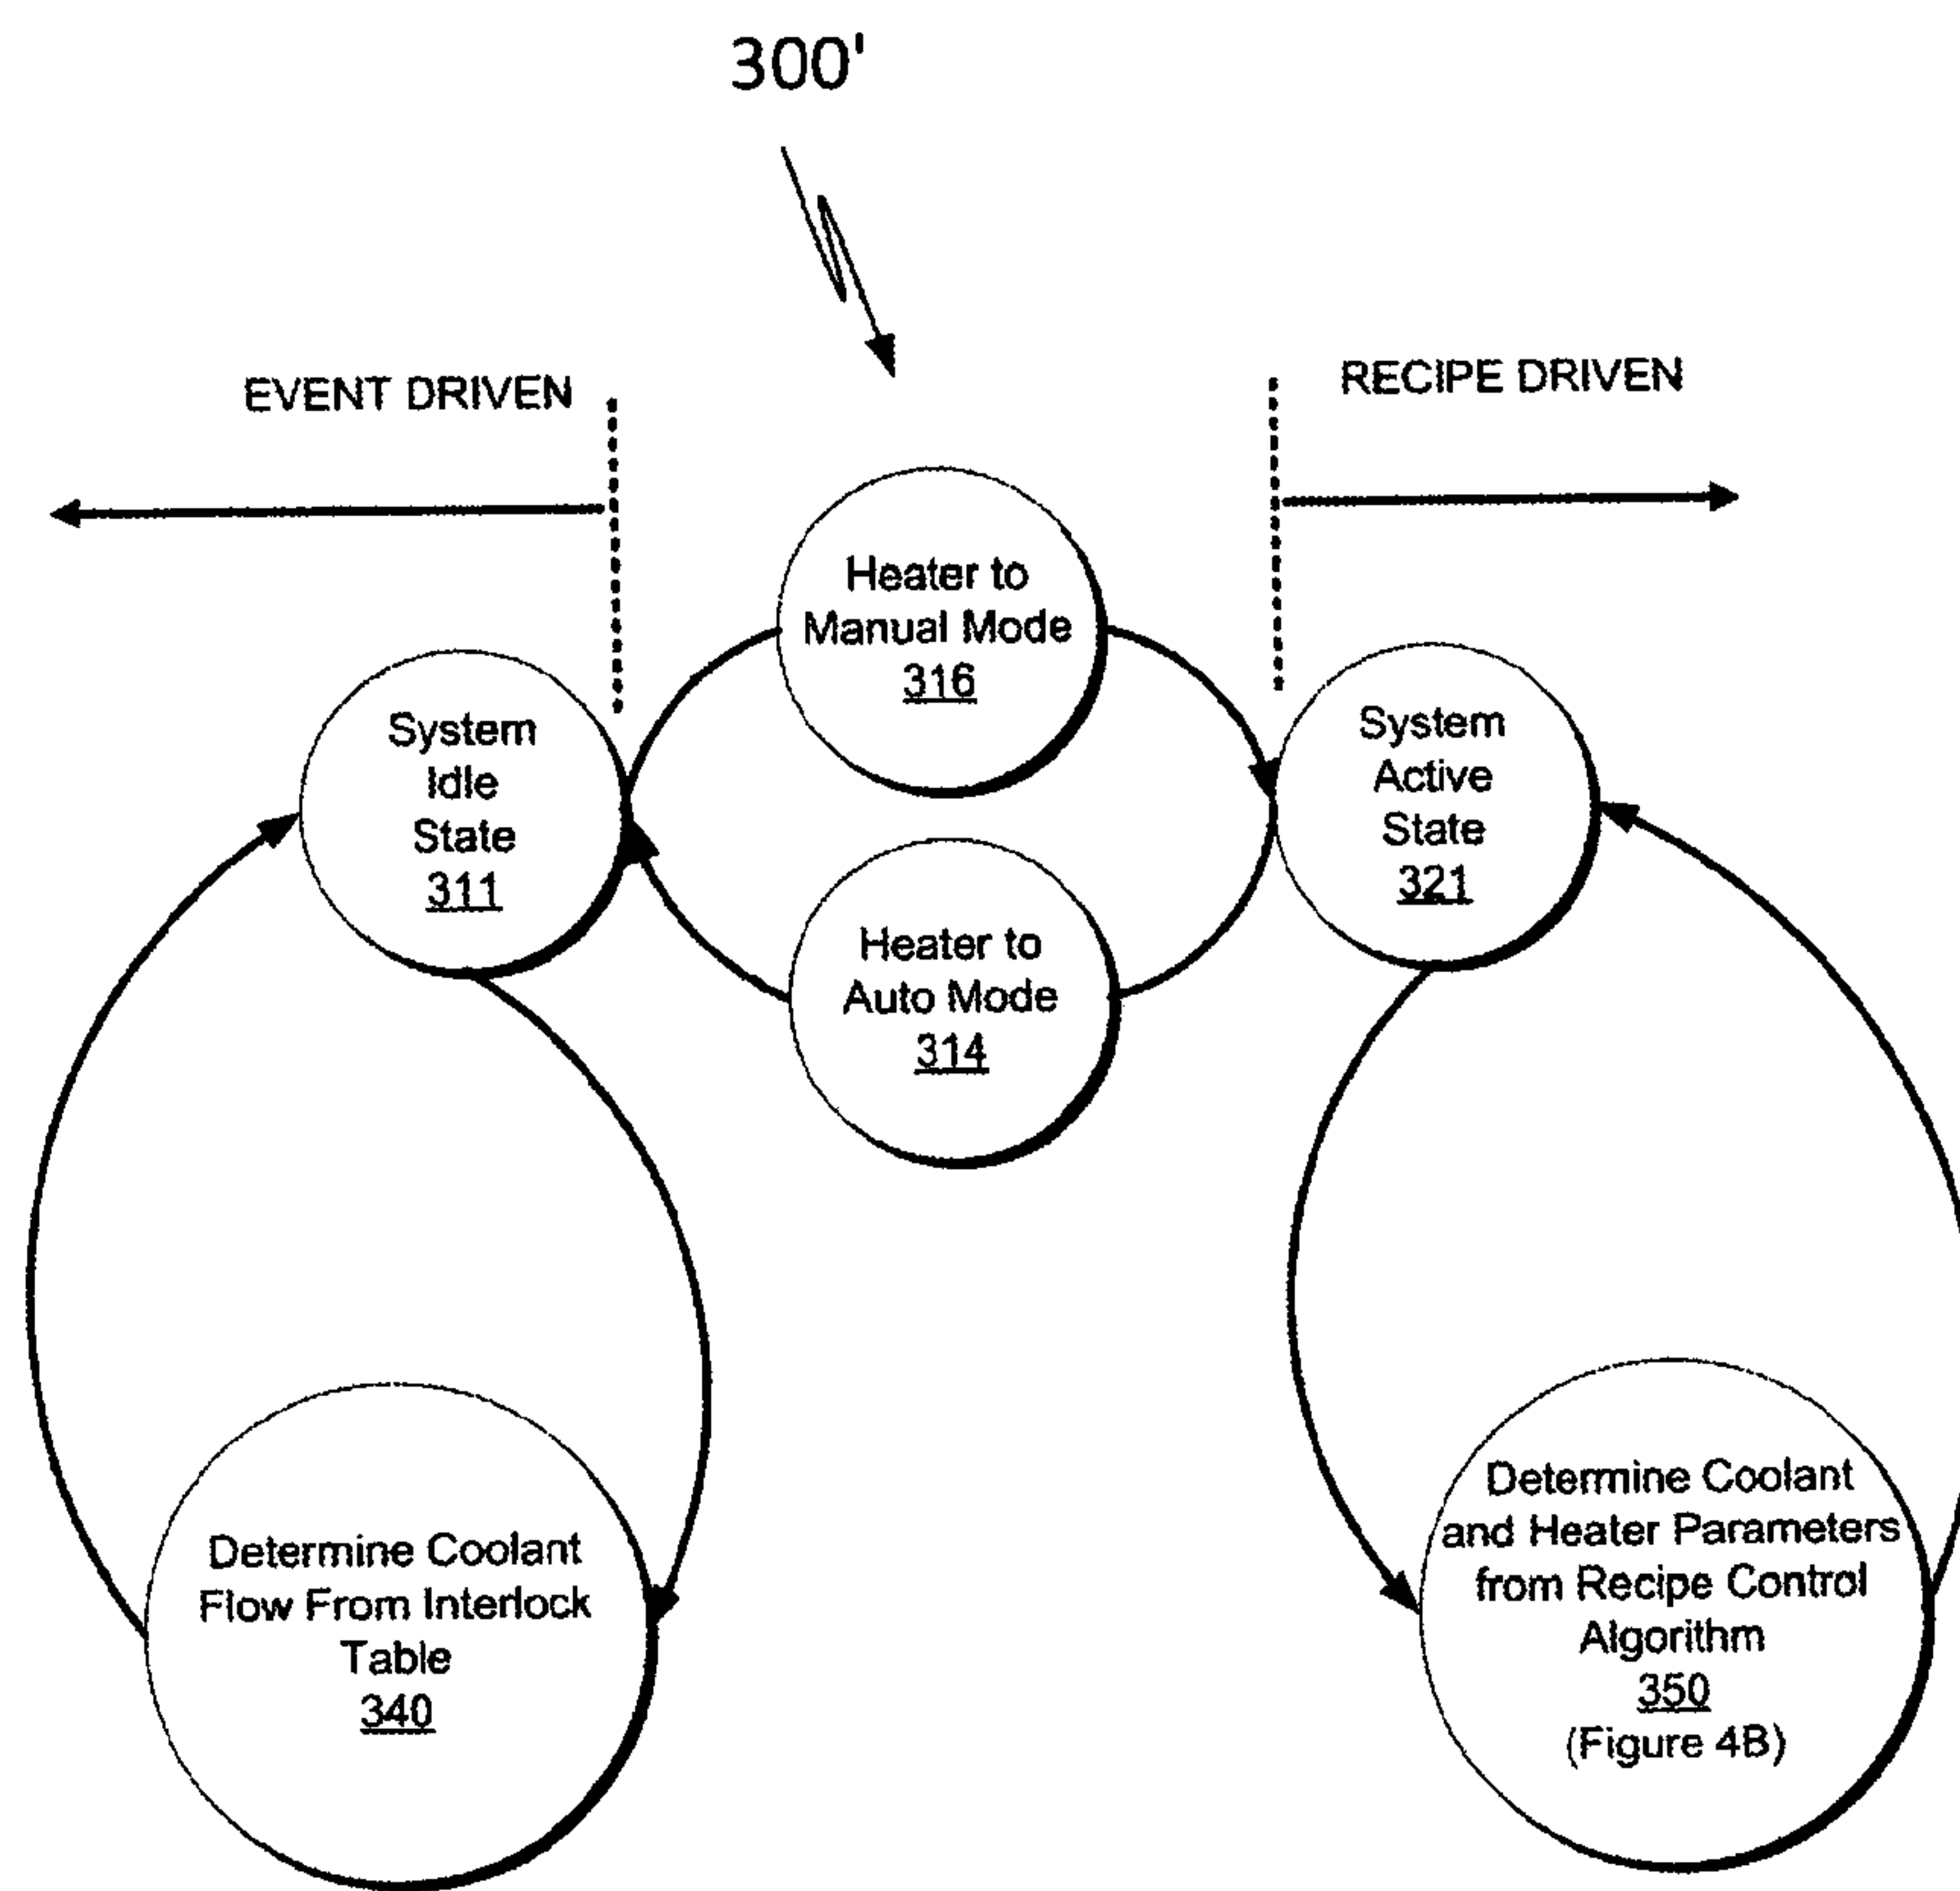 300'
EVENT DRIVEN
RECIPE DRIVEN
Heater to
Manual Mode
316
System
Idle
State
311
System
Active
State
321
Heater to
Auto Mode
314
Determine Coolant
Flow From Interlock
Table
340
Determine Coolant
and Heater Parameters
from Recipe Control
Algorithm
350
(Figure 4B)